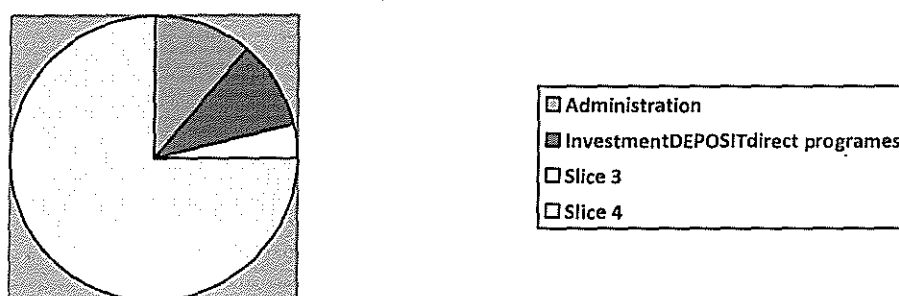 Administration
InvestmentDEPOSITdirect programes
Slice 3
Slice 4